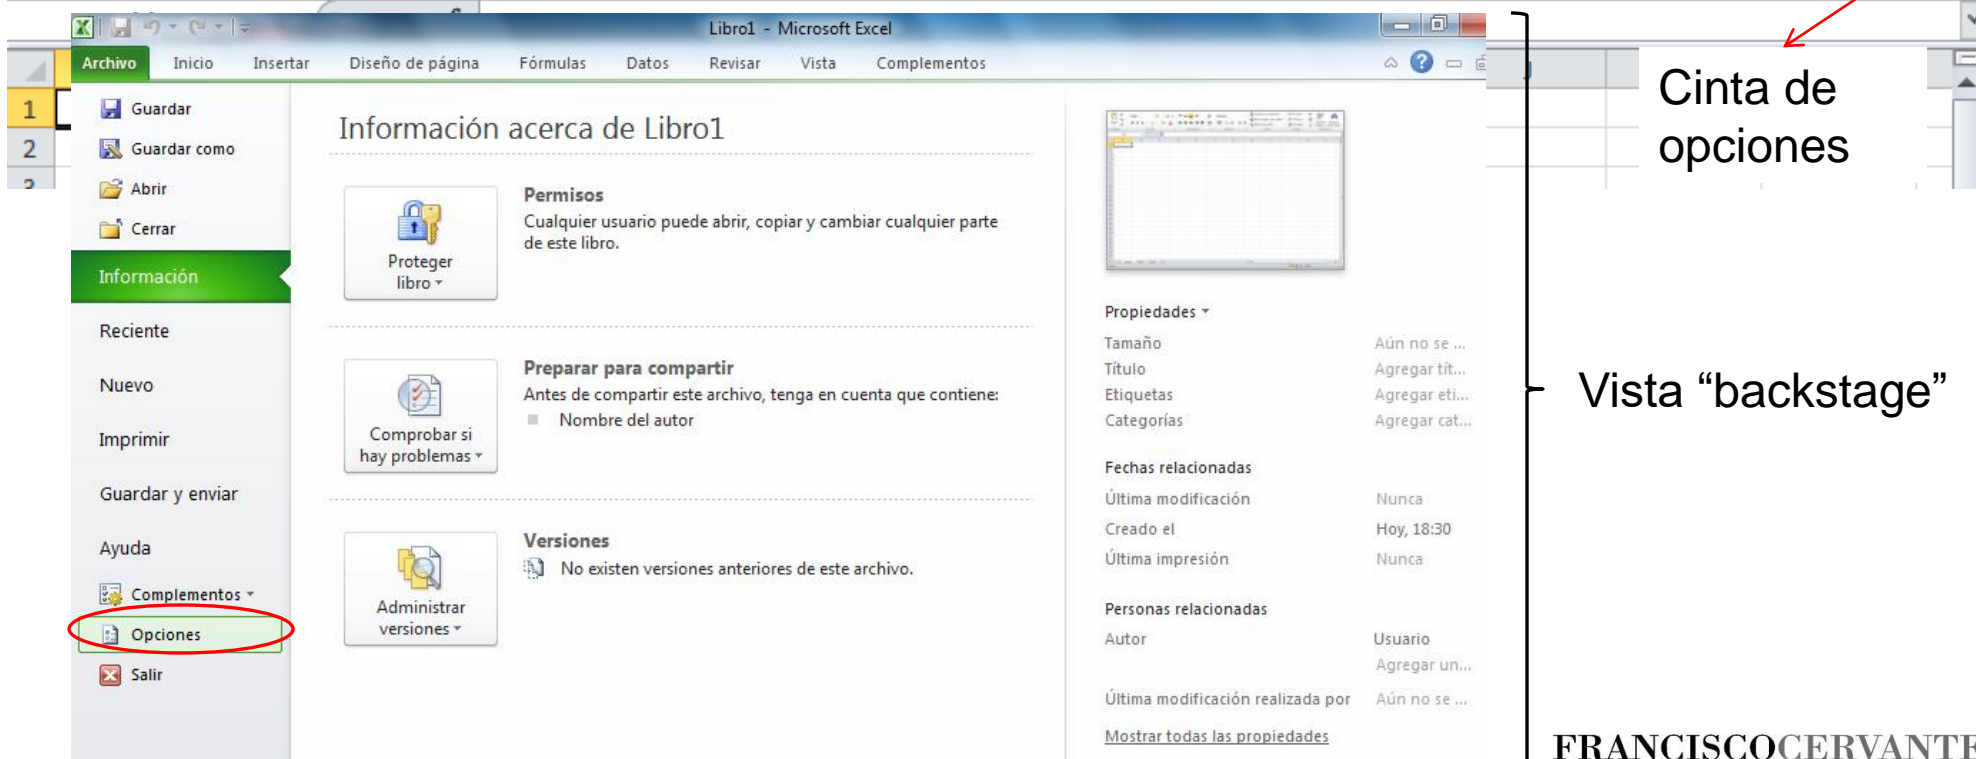 Libro1 - Microsoft Excel
Archivo Inicio Insertar Diseño de página Fórmulas Datos Revisar Vista Complementos
1
2
Guardar
Guardar como
Abrir
Cerrar
Información
Reciente
Nuevo
Imprimir
Guardar y enviar
Ayuda
Complementos
Opciones
Salir
Información acerca de Libro1
Proteger
libro
Permisos
Cualquier usuario puede abrir, copiar y cambiar cualquier parte
de este libro.
Comprobar si
hay problemas
Preparar para compartir
Antes de compartir este archivo, tenga en cuenta que contiene:
Nombre del autor
Administrar
versiones
Versiones
No existen versiones anteriores de este archivo.
Propiedades
Tamaño Aún no se ...
Título Agregar tít...
Etiquetas Agregar eti...
Categorías Agregar cat...
Fechas relacionadas
Última modificación Nunca
Creado el Hoy, 18:30
Última impresión Nunca
Personas relacionadas
Autor Usuario
Agregar un...
Última modificación realizada por Aún no se ...
Mostrar todas las propiedades
Cinta de
opciones
Vista “backstage”
FRANCISCOCERVANTE